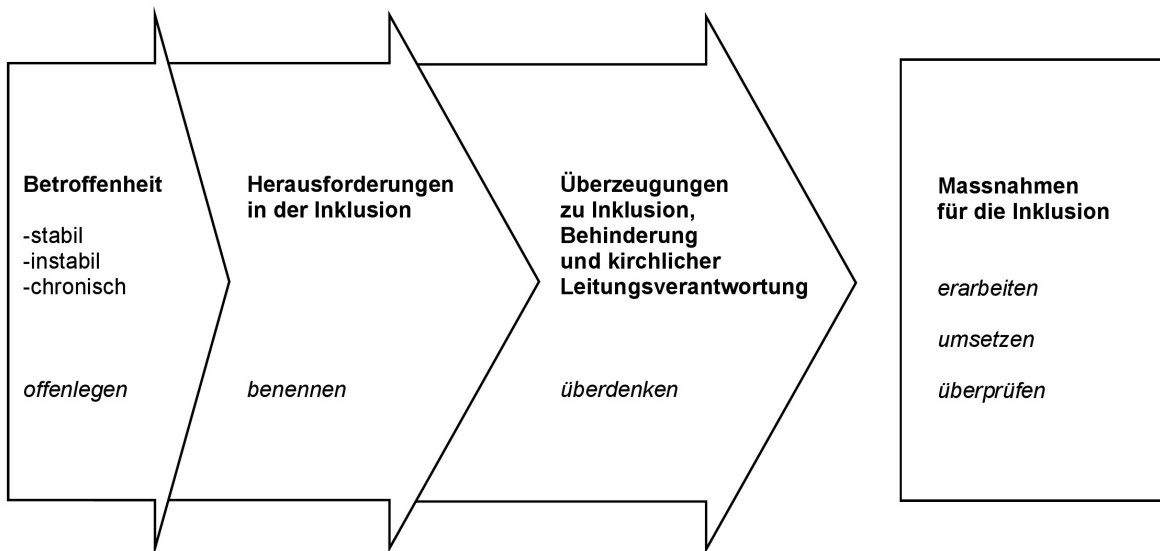 Betroffenheit
-stabil
-instabil
-chronisch
offenlegen
Herausforderungen
in der Inklusion
benennen
Überzeugungen
zu Inklusion,
Behinderung
und kirchlicher
Leitungsverantwortung
überdenken
Massnahmen
für die Inklusion
erarbeiten
umsetzen
überprüfen